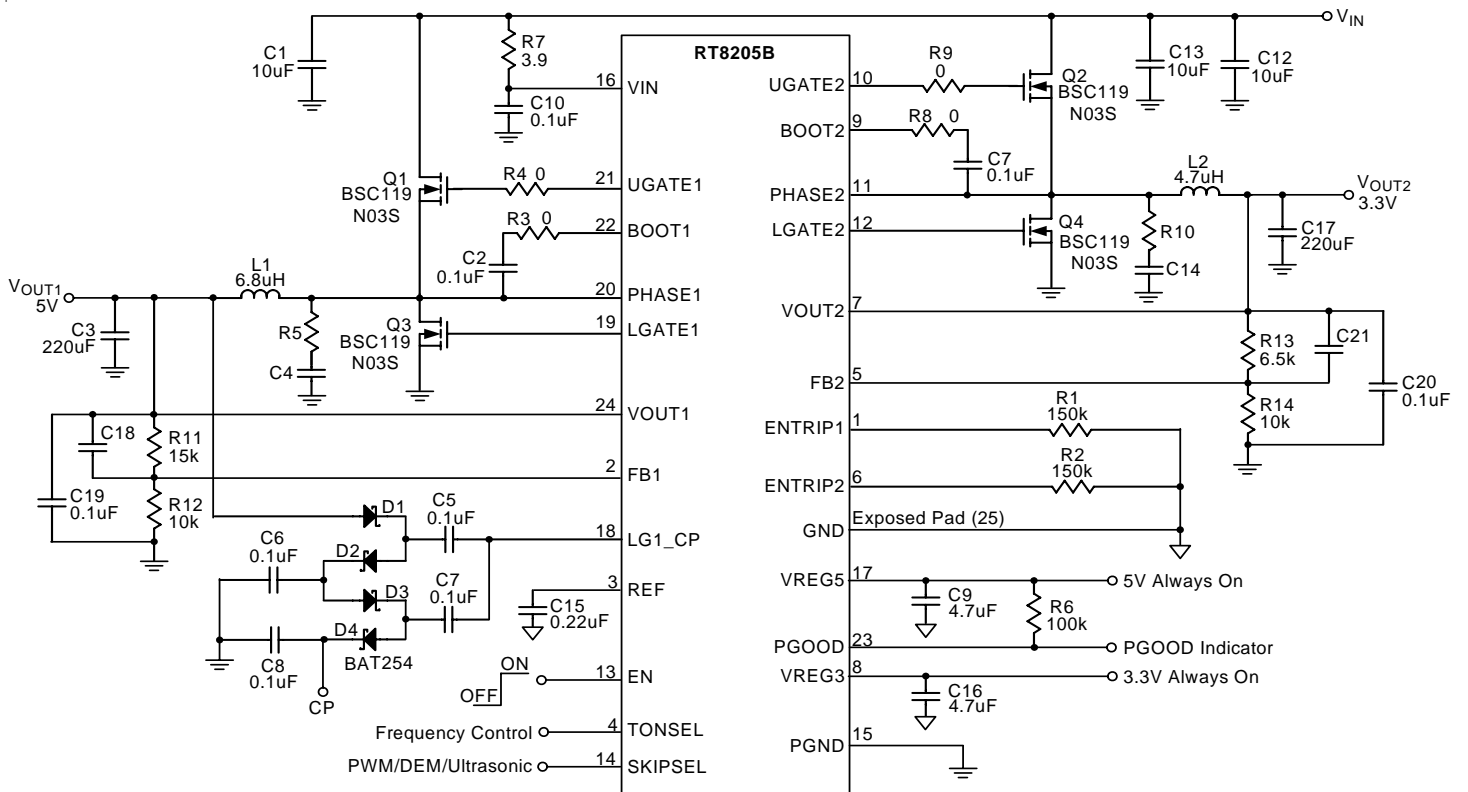 RT8205B
VIN
C1
10uF
R7
3.9
16
VIN
C10
0.1uF
Q1
BSC119
N03S
R4 0
21
UGATE1
R3 0
22
BOOT1
C2
0.1uF
L1
6.8uH
VOUT1
5V
20
PHASE1
C3
220uF
R5
C4
Q3
BSC119
N03S
19
LGATE1
24
VOUT1
C18
R11
15k
2
FB1
C19
0.1uF
R12
10k
D1
C5
0.1uF
18
LG1_CP
C6
0.1uF
D2
D3
C7
0.1uF
3
REF
C15
0.22uF
D4
BAT254
C8
0.1uF
CP
ON
OFF
13
EN
Frequency Control
4
TONSEL
PWM/DEM/Ultrasonic
14
SKIPSEL
UGATE2
10
R9
0
Q2
BSC119
N03S
C13
10uF
C12
10uF
BOOT2
9
R8 0
C7
0.1uF
PHASE2
11
L2
4.7uH
VOUT2
3.3V
LGATE2
12
Q4
BSC119
N03S
R10
C14
C17
220uF
VOUT2
7
R13
6.5k
C21
FB2
5
C20
0.1uF
R14
10k
ENTRIP1
1
R1
150k
ENTRIP2
6
R2
150k
GND
Exposed Pad (25)
VREG5
17
5V Always On
C9
4.7uF
R6
100k
PGOOD
23
PGOOD Indicator
VREG3
8
3.3V Always On
C16
4.7uF
PGND
15